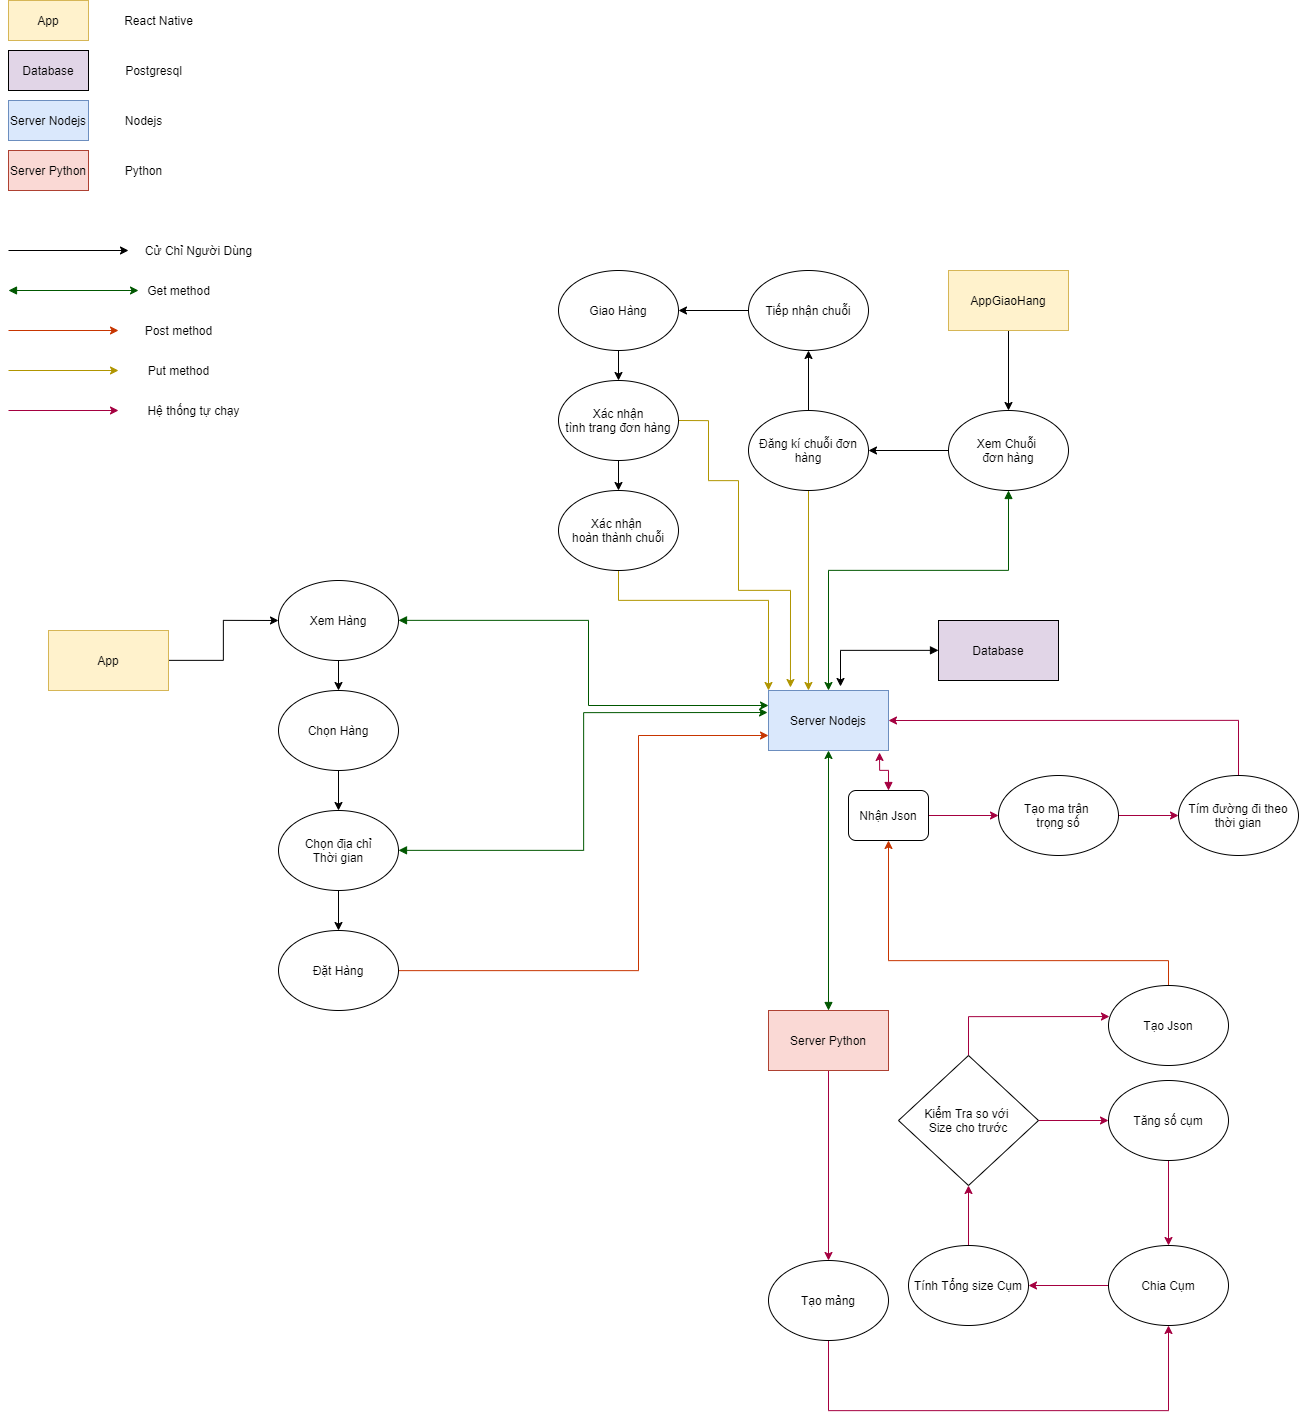 App
React Native
Database
Postgresql
Server Nodejs
Nodejs
Server Python
Python
Cử Chỉ Người Dùng
Get method
Post method
Put method
Hệ thống tự chạy
Giao Hàng
Tiếp nhận chuỗi
AppGiaoHang
Xác nhận
tình trang đơn hàng
Đăng kí chuỗi đơn
hàng
Xem Chuỗi
đơn hàng
Xác nhận
hoàn thành chuỗi
Xem Hàng
App
Database
Chọn Hàng
Server Nodejs
Nhận Json
Tạo ma trận
trọng số
Tím đường đi theo
thời gian
Chọn địa chỉ
Thời gian
Đặt Hàng
Server Python
Tạo Json
Kiểm Tra so với
Size cho trước
Tăng số cụm
Tạo mảng
Tính Tổng size Cụm
Chia Cụm